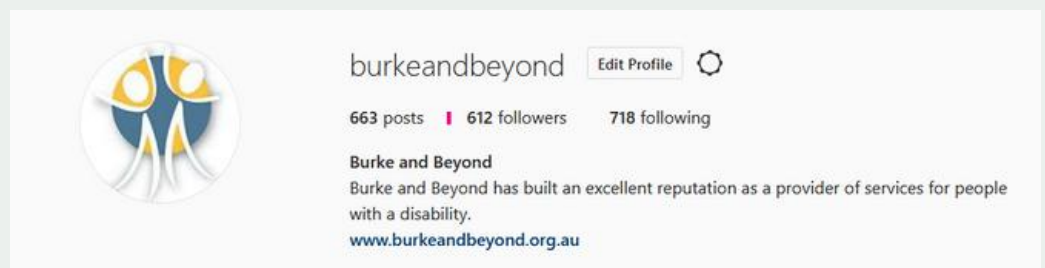 burkeandbeyond Edit Profile
663 posts 612 followers 718 following
Burke and Beyond
Burke and Beyond has built an excellent reputation as a provider of services for people
with a disability.
www.burkeandbeyond.org.au